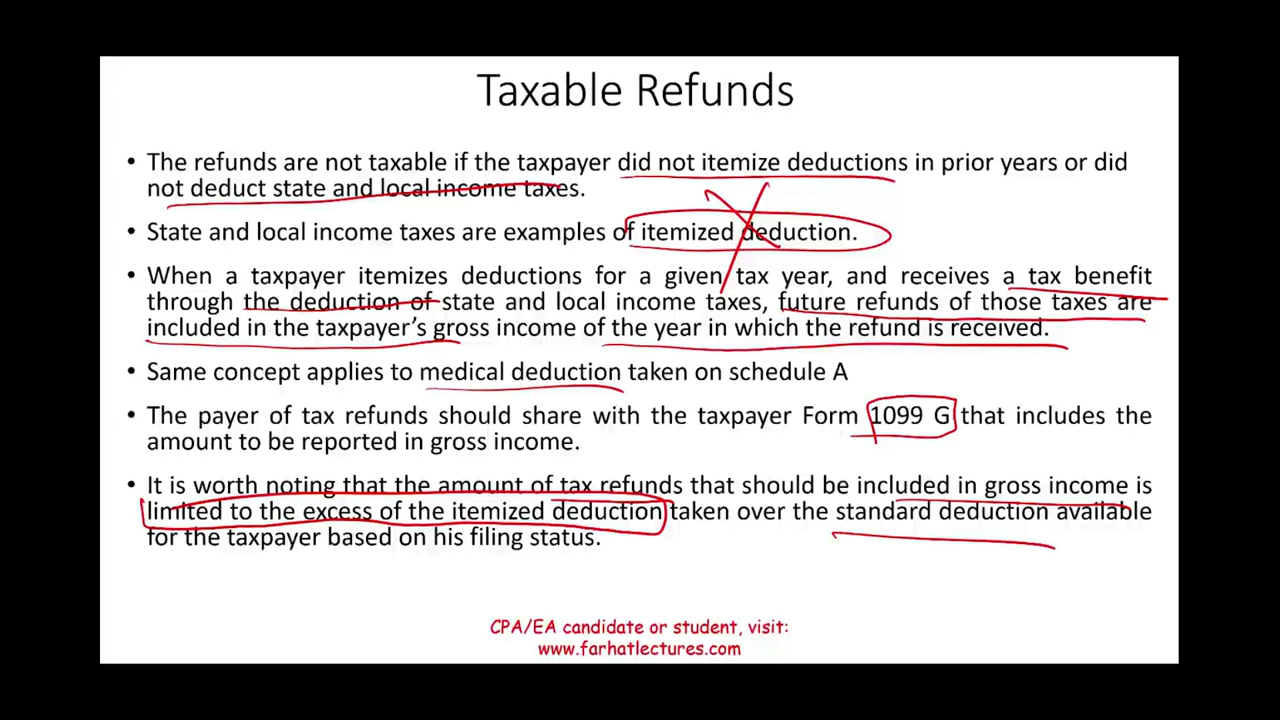 Taxable Refunds
• The refunds are not taxable if the taxpayer did not itemize deductions in prior years or did
not deduct state and local income taxes.
• State and local income taxes are examples of itemized deduction.
• When a taxpayer itemizes deductions for a given tax year, and receives a tax benefit
through the deduction of state and local income taxes, future refunds of those taxes are
included in the taxpayer’s gross income of the year in which the refund is received.
• Same concept applies to medical deduction taken on schedule A
• The payer of tax refunds should share with the taxpayer Form 1099 G that includes the
amount to be reported in gross income.
• It is worth noting that the amount of tax refunds that should be included in gross income is
limited to the excess of the itemized deduction taken over the standard deduction available
for the taxpayer based on his filing status.
CPA/EA candidate or student, visit:
www.farhatlectures.com